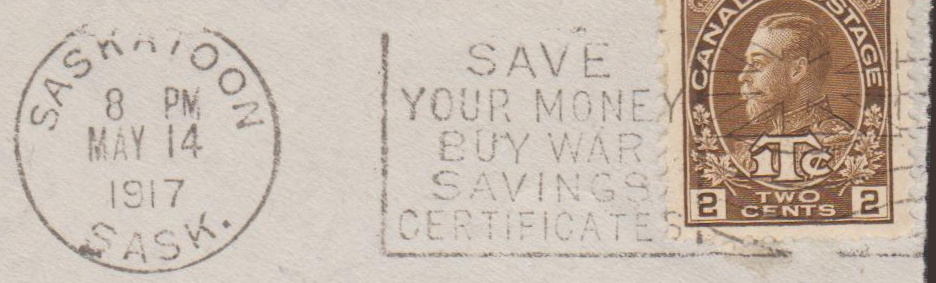 SASKATOON
8 PM
MAY 14
1917
SASK.
SAVE
YOUR MONEY
BUY WAR
SAVINGS
CERTIFICATES
CANADA POSTAGE
1Tc
2 TWO CENTS 2